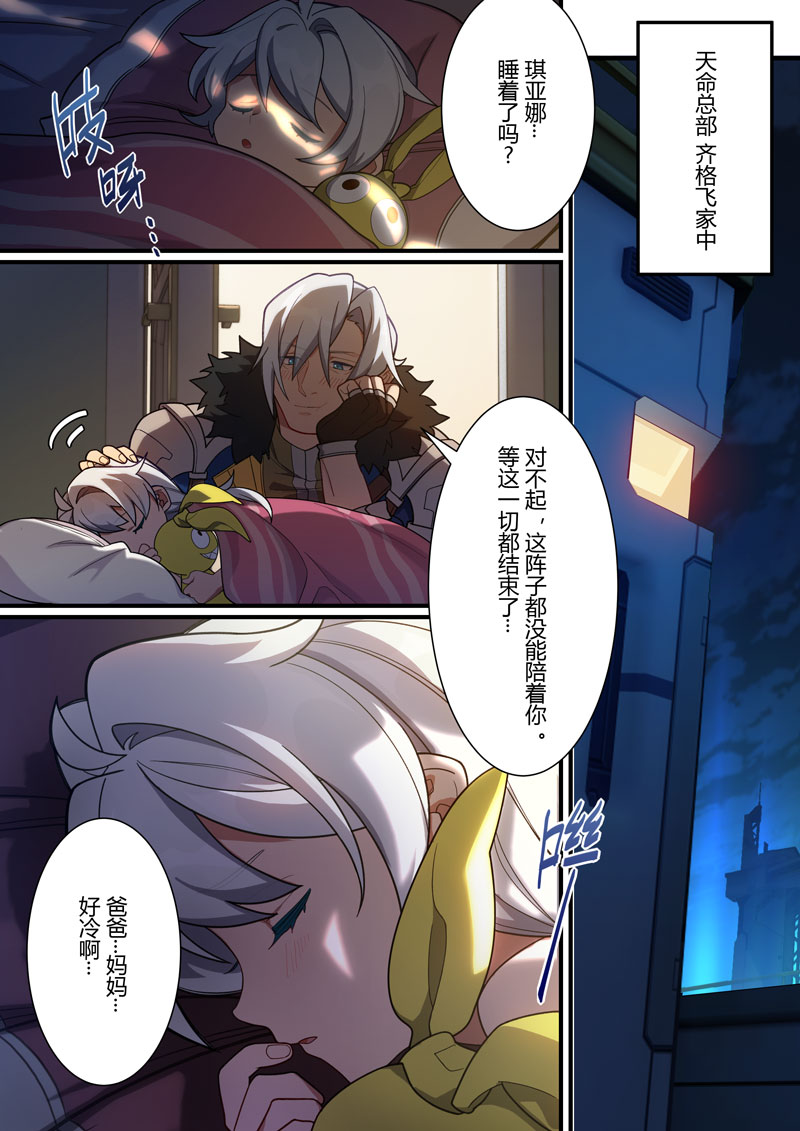 天命总部 齐格飞家中
琪亚娜…
睡着了吗？
吱呀…
对不起，这阵子都没能陪着你。
等这一切都结束了…
咝—
爸爸…妈妈…
好冷啊…